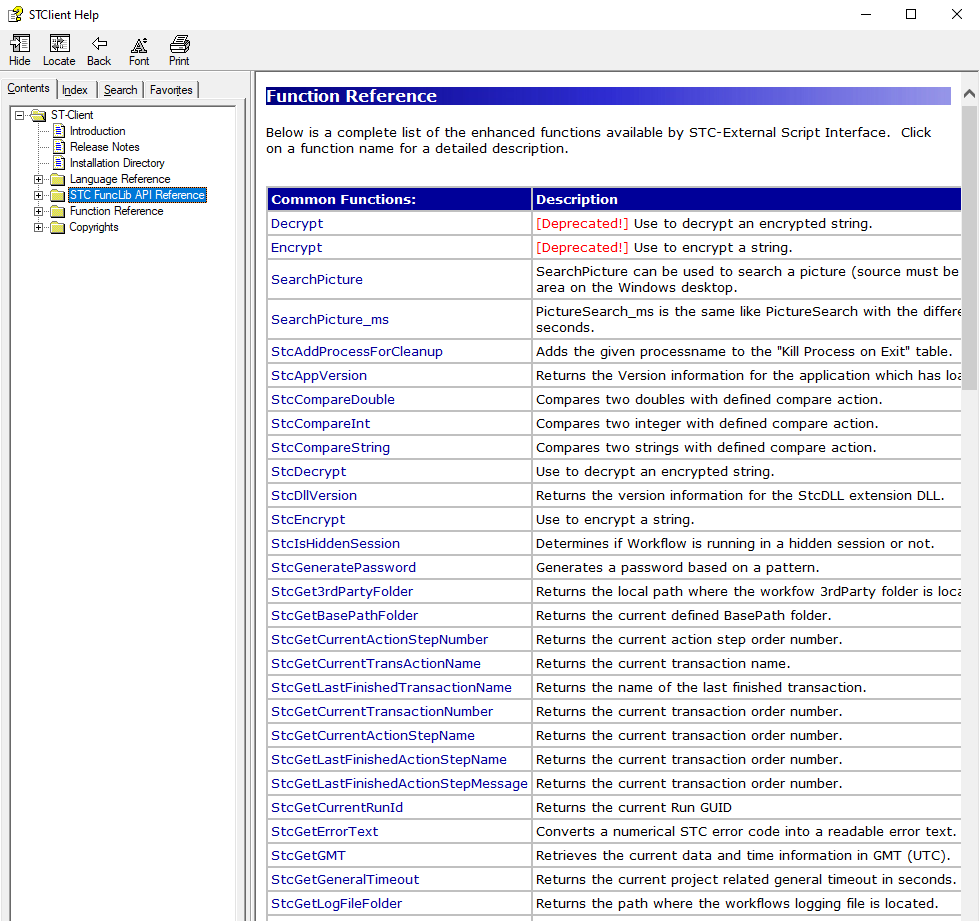 STClient Help
Hide Locate Back Font Print
Contents Index Search Favorites
ST-Client
Introduction
Release Notes
Installation Directory
Language Reference
STC FuncLib API Reference
Function Reference
Copyrights
Function Reference
Below is a complete list of the enhanced functions available by STC-External Script Interface. Click
on a function name for a detailed description.
Common Functions: Description
Decrypt [Deprecated!] Use to decrypt an encrypted string.
Encrypt [Deprecated!] Use to encrypt a string.
SearchPicture SearchPicture can be used to search a picture (source must be
area on the Windows desktop.
SearchPicture_ms PictureSearch_ms is the same like PictureSearch with the differe
seconds.
StcAddProcessForCleanup Adds the given processname to the "Kill Process on Exit" table.
StcAppVersion Returns the Version information for the application which has loa
StcCompareDouble Compares two doubles with defined compare action.
StcCompareInt Compares two integer with defined compare action.
StcCompareString Compares two strings with defined compare action.
StcDecrypt Use to decrypt an encrypted string.
StcDllVersion Returns the version information for the StcDLL extension DLL.
StcEncrypt Use to encrypt a string.
StcIsHiddenSession Determines if Workflow is running in a hidden session or not.
StcGeneratePassword Generates a password based on a pattern.
StcGet3rdPartyFolder Returns the local path where the workfow 3rdParty folder is loca
StcGetBasePathFolder Returns the current defined BasePath folder.
StcGetCurrentActionStepNumber Returns the current action step order number.
StcGetCurrentTransActionName Returns the current transaction name.
StcGetLastFinishedTransactionName Returns the name of the last finished transaction.
StcGetCurrentTransactionNumber Returns the current transaction order number.
StcGetCurrentActionStepName Returns the current transaction order number.
StcGetLastFinishedActionStepName Returns the current transaction order number.
StcGetLastFinishedActionStepMessage Returns the current transaction order number.
StcGetCurrentRunId Returns the current Run GUID
StcGetErrorText Converts a numerical STC error code into a readable error text.
StcGetGMT Retrieves the current data and time information in GMT (UTC).
StcGetGeneralTimeout Returns the current project related general timeout in seconds.
StcGetLogFileFolder Returns the path where the workflows logging file is located.